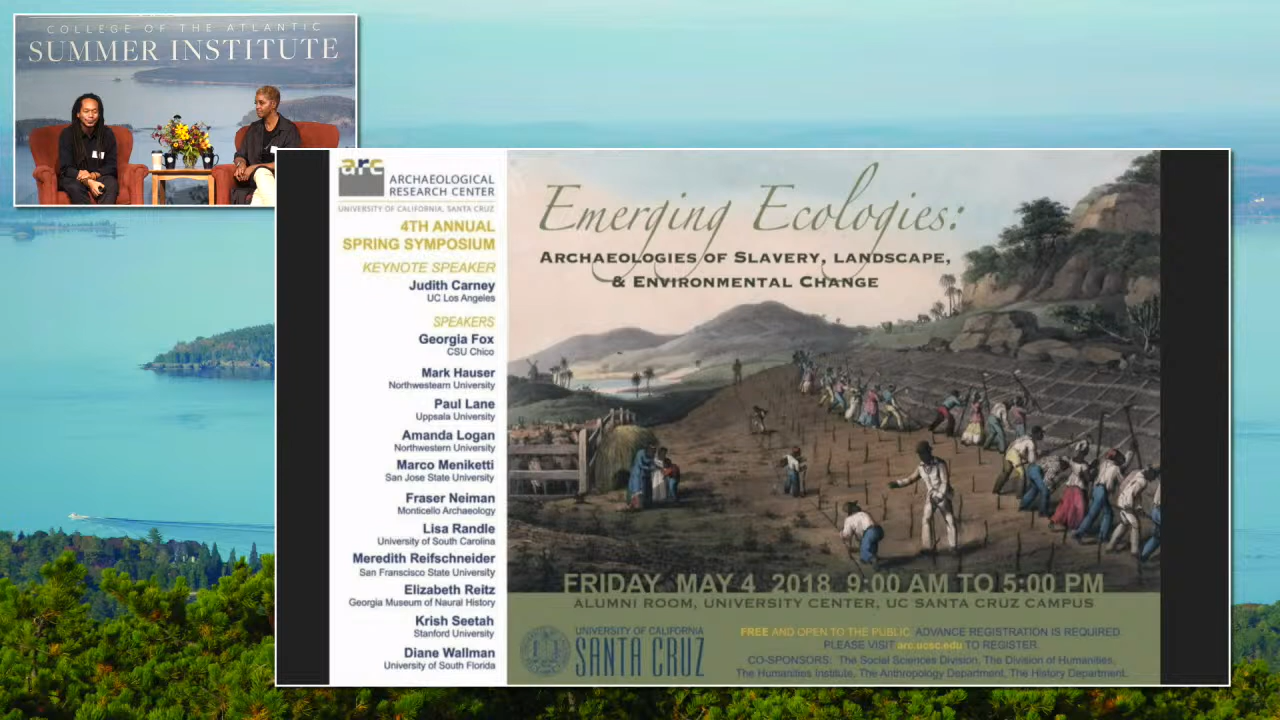 COLLEGE OF THE ATLANTIC
SUMMER INSTITUTE
arc
ARCHAEOLOGICAL
RESEARCH CENTER
UNIVERSITY OF CALIFORNIA, SANTA CRUZ
4TH ANNUAL
SPRING SYMPOSIUM
KEYNOTE SPEAKER
Judith Carney
UC Los Angeles
SPEAKERS
Georgia Fox
CSU Chico
Mark Hauser
Northwestearn University
Paul Lane
Uppsala University
Amanda Logan
Northwestern University
Marco Meniketti
San Jose State University
Fraser Neiman
Monticello Archaeology
Lisa Randle
University of South Carolina
Meredith Reifschneider
San Franscisco State University
Elizabeth Reitz
Georgia Museum of Naural History
Krish Seetah
Stanford University
Diane Wallman
University of South Florida
Emerging Ecologies:
ARCHAEOLOGIES OF SLAVERY, LANDSCAPE,
& ENVIRONMENTAL CHANGE
FRIDAY, MAY 4, 2018 9:00 AM TO 5:00 PM
ALUMNI ROOM, UNIVERSITY CENTER, UC SANTA CRUZ CAMPUS
UNIVERSITY OF CALIFORNIA
SANTA CRUZ
FREE AND OPEN TO THE PUBLIC. ADVANCE REGISTRATION IS REQUIRED.
PLEASE VISIT arc.ucsc.edu TO REGISTER.
CO-SPONSORS: The Social Sciences Division, The Division of Humanities,
The Humanities Institute, The Anthropology Department, The History Department.